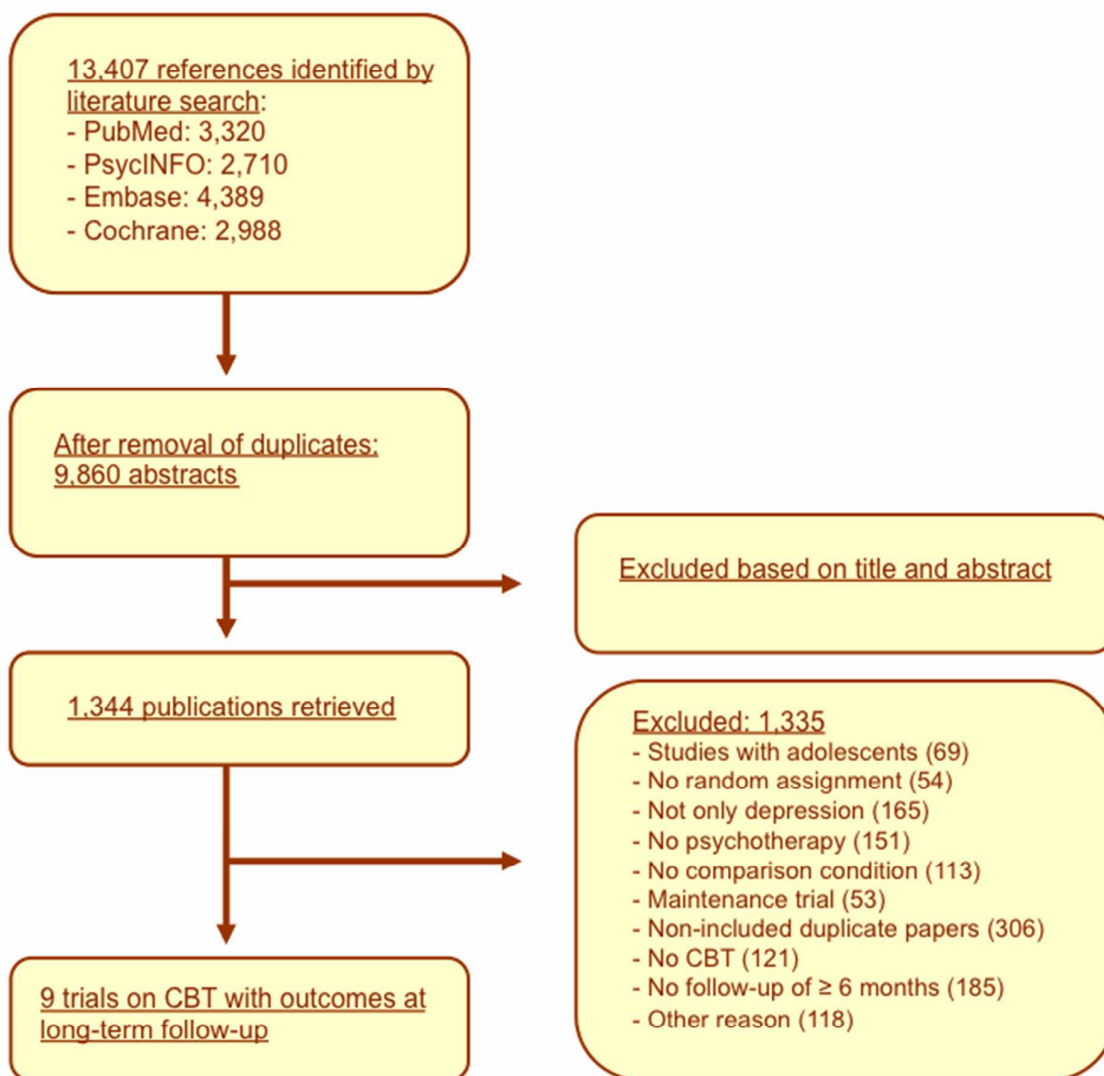 13,407 references identified by
literature search:
- PubMed: 3,320
- PsycINFO: 2,710
- Embase: 4,389
- Cochrane: 2,988
After removal of duplicates:
9,860 abstracts
Excluded based on title and abstract
1,344 publications retrieved
Excluded: 1,335
- Studies with adolescents (69)
- No random assignment (54)
- Not only depression (165)
- No psychotherapy (151)
- No comparison condition (113)
- Maintenance trial (53)
- Non-included duplicate papers (306)
- No CBT (121)
- No follow-up of ≥ 6 months (185)
- Other reason (118)
9 trials on CBT with outcomes at
long-term follow-up